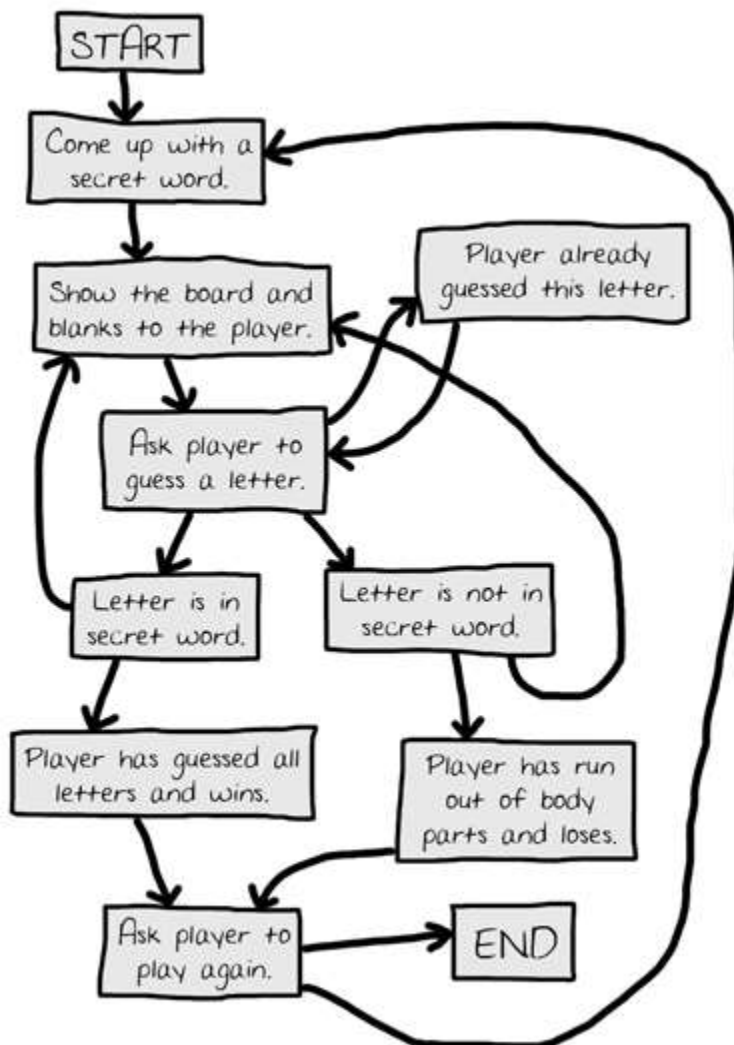 START
Come up with a
secret word.
Show the board and
blanks to the player.
Player already
guessed this letter.
Ask player to
guess a letter.
Letter is in
secret word.
Letter is not in
secret word.
Player has guessed all
letters and wins.
Player has run
out of body
parts and loses.
Ask player to
play again.
END